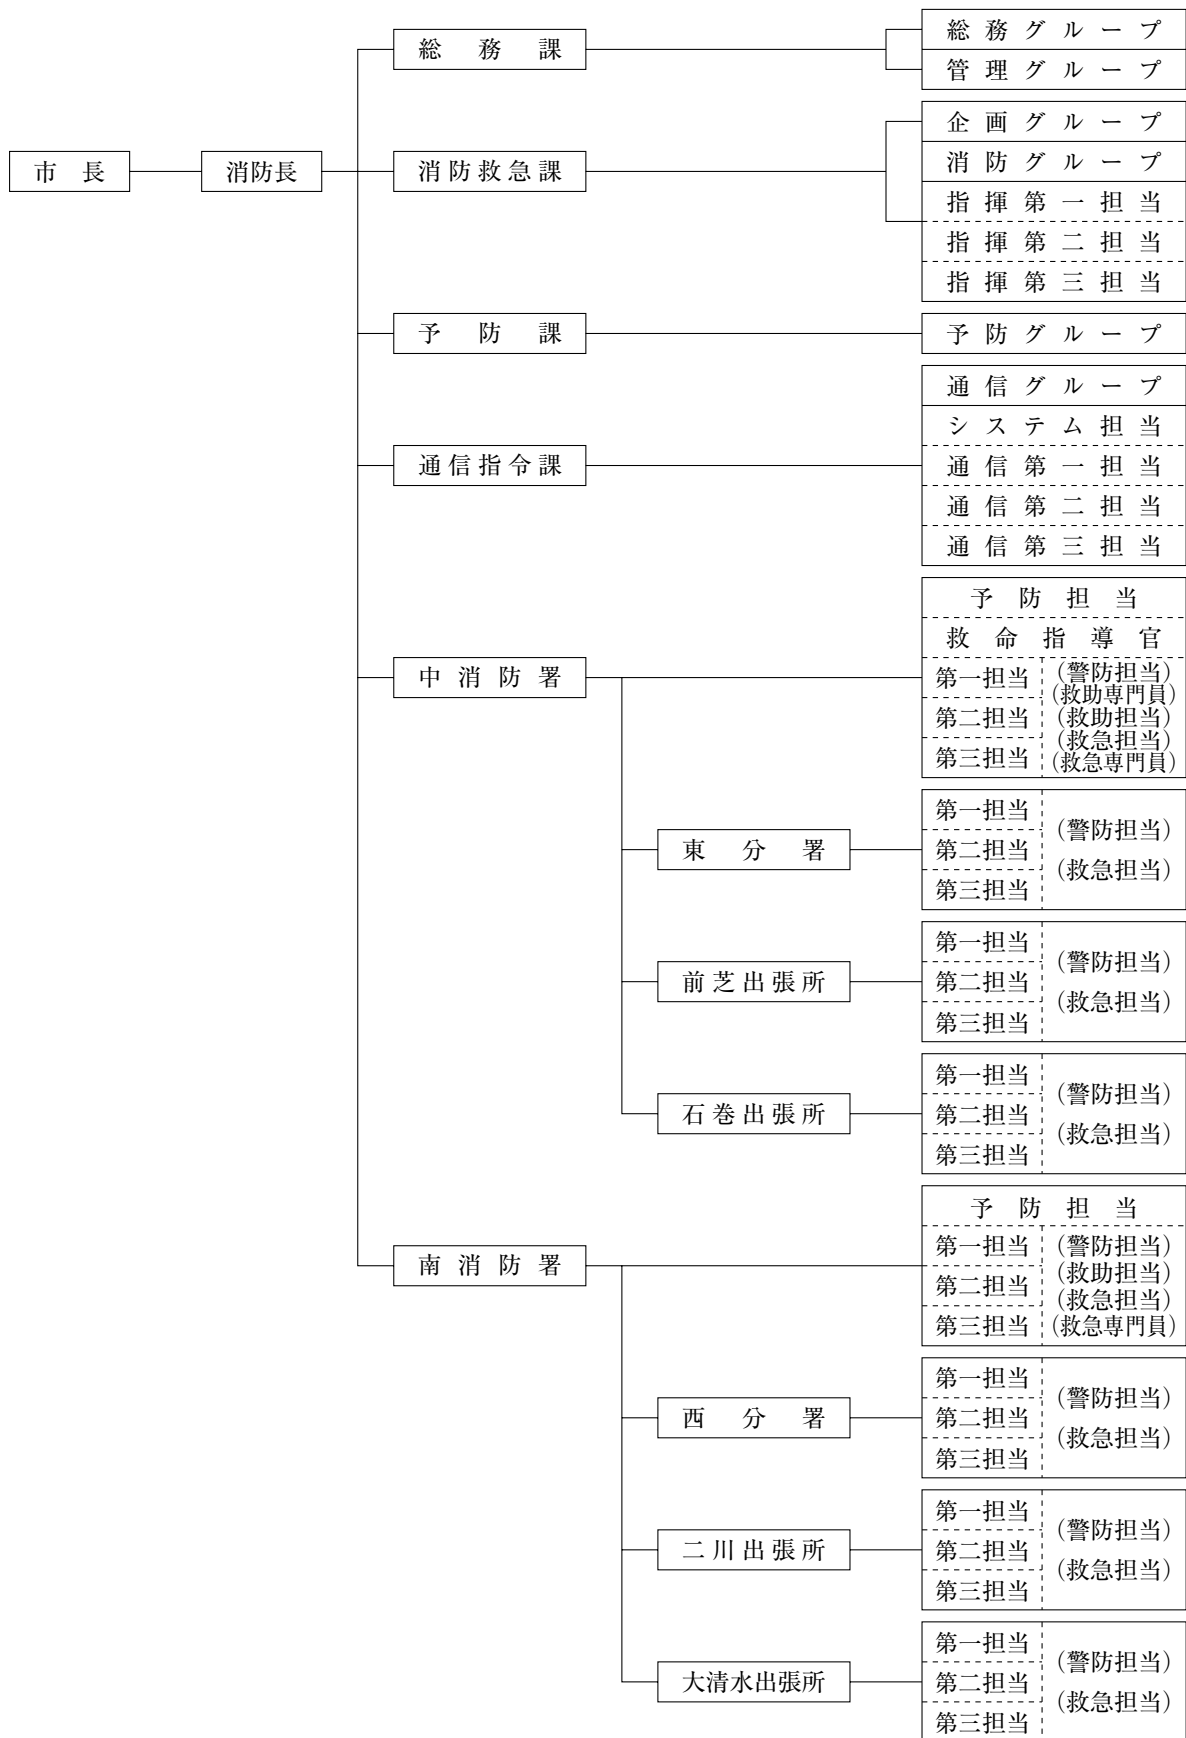 市長
消防長
総務課
総務グループ
管理グループ
消防救急課
企画グループ
消防グループ
指揮第一担当
指揮第二担当
指揮第三担当
予防課
予防グループ
通信指令課
通信グループ
システム担当
通信第一担当
通信第二担当
通信第三担当
中消防署
予防担当
救命指導官
第一担当
第二担当
第三担当
(警防担当)
(救助専門員)
(救助担当)
(救急担当)
(救急専門員)
東分署
第一担当
第二担当
第三担当
(警防担当)
(救急担当)
前芝出張所
第一担当
第二担当
第三担当
(警防担当)
(救急担当)
石巻出張所
第一担当
第二担当
第三担当
(警防担当)
(救急担当)
南消防署
予防担当
第一担当
第二担当
第三担当
(警防担当)
(救助担当)
(救急担当)
(救急専門員)
西分署
第一担当
第二担当
第三担当
(警防担当)
(救急担当)
二川出張所
第一担当
第二担当
第三担当
(警防担当)
(救急担当)
大清水出張所
第一担当
第二担当
第三担当
(警防担当)
(救急担当)